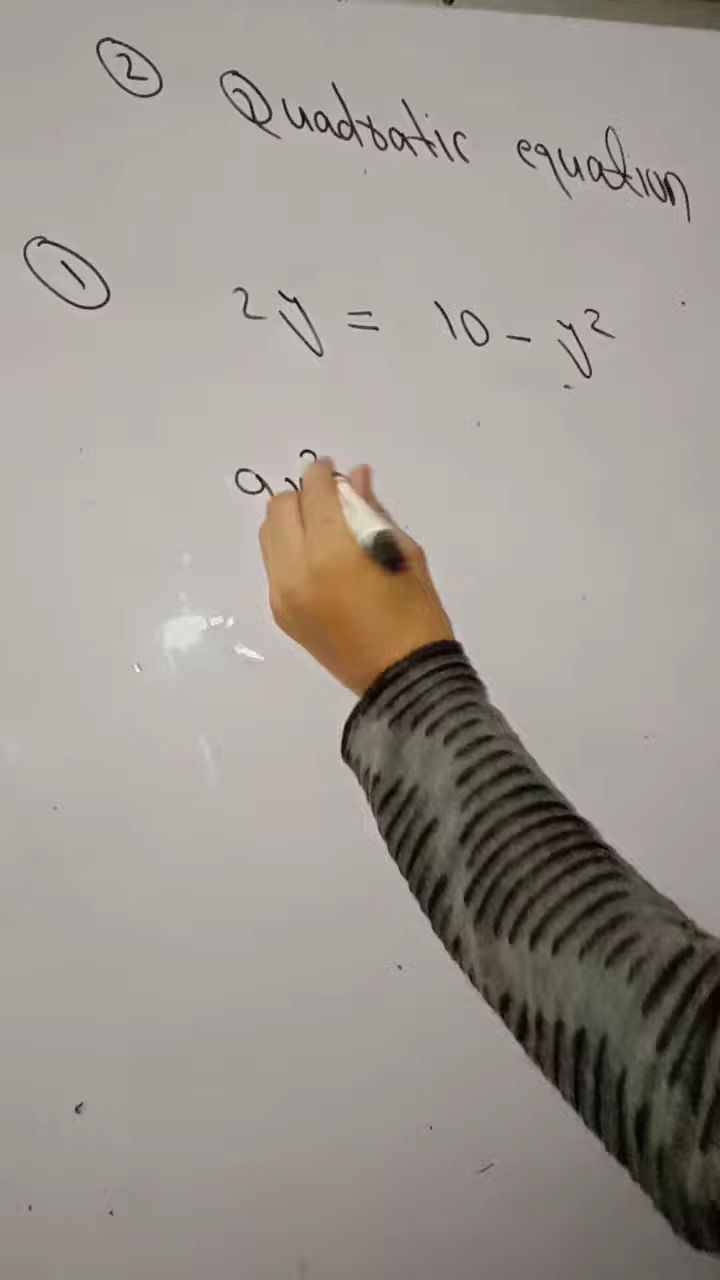 ② Quadratic equation
① 2y = 10 - y²